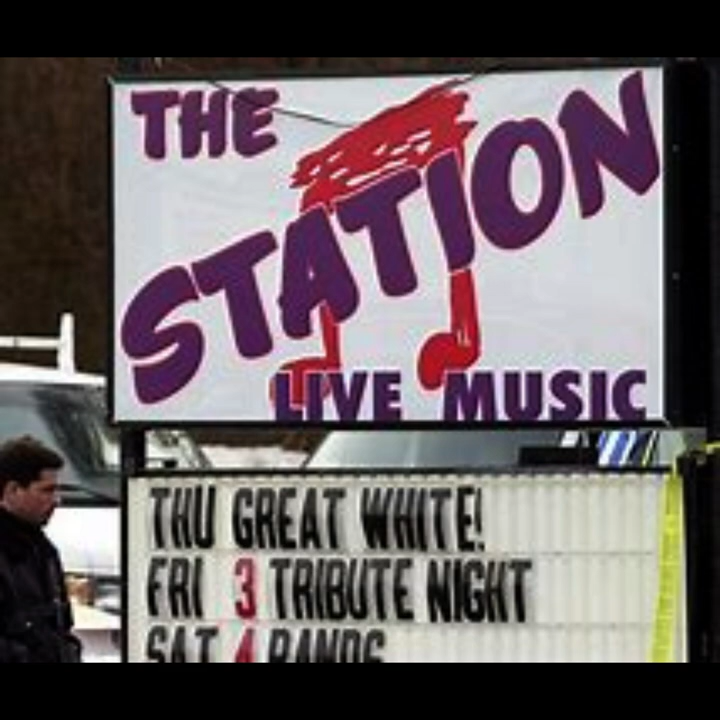 THE
STATION
LIVE MUSIC
THU GREAT WHITE!
FRI 3 TRIBUTE NIGHT
SAT 4 BANDS